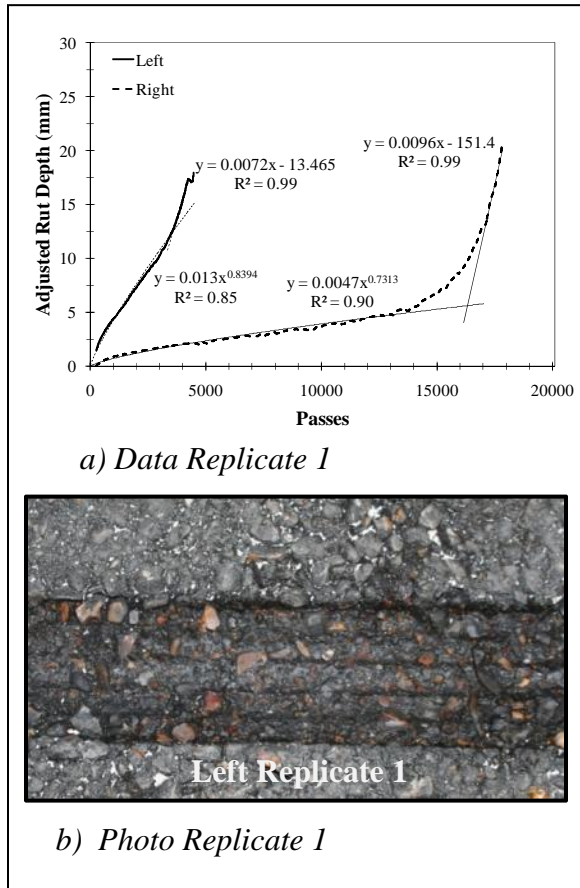 30
25
20
15
10
5
0
Adjusted Rut Depth (mm)
Left
Right
y = 0.0072x - 13.465
R² = 0.99
y = 0.0096x - 151.4
R² = 0.99
y = 0.013x^0.8394
R² = 0.85
y = 0.0047x^0.7313
R² = 0.90
0 5000 10000 15000 20000
Passes
a) Data Replicate 1
Left Replicate 1
b) Photo Replicate 1